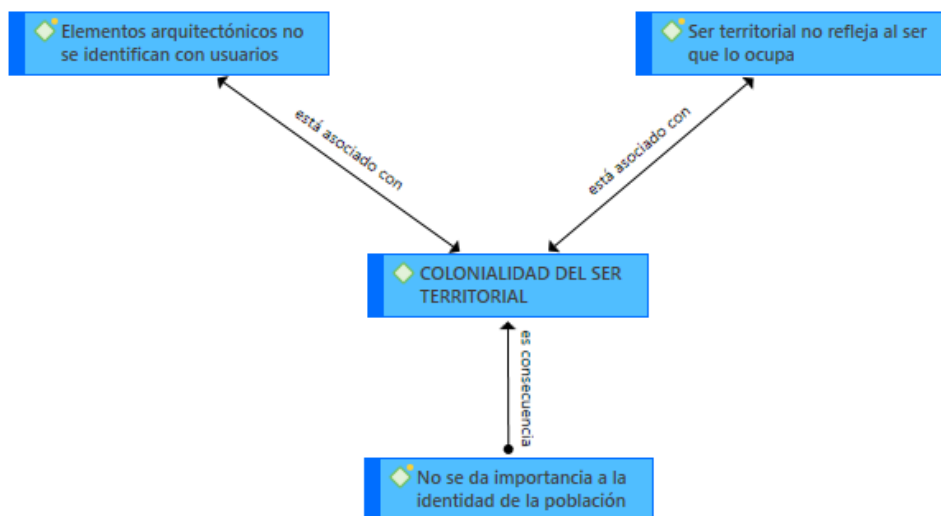 Elementos arquitectónicos no
se identifican con usuarios
Ser territorial no refleja al ser
que lo ocupa
está asociado con
está asociado con
COLONIALIDAD DEL SER
TERRITORIAL
es consecuencia
No se da importancia a la
identidad de la población